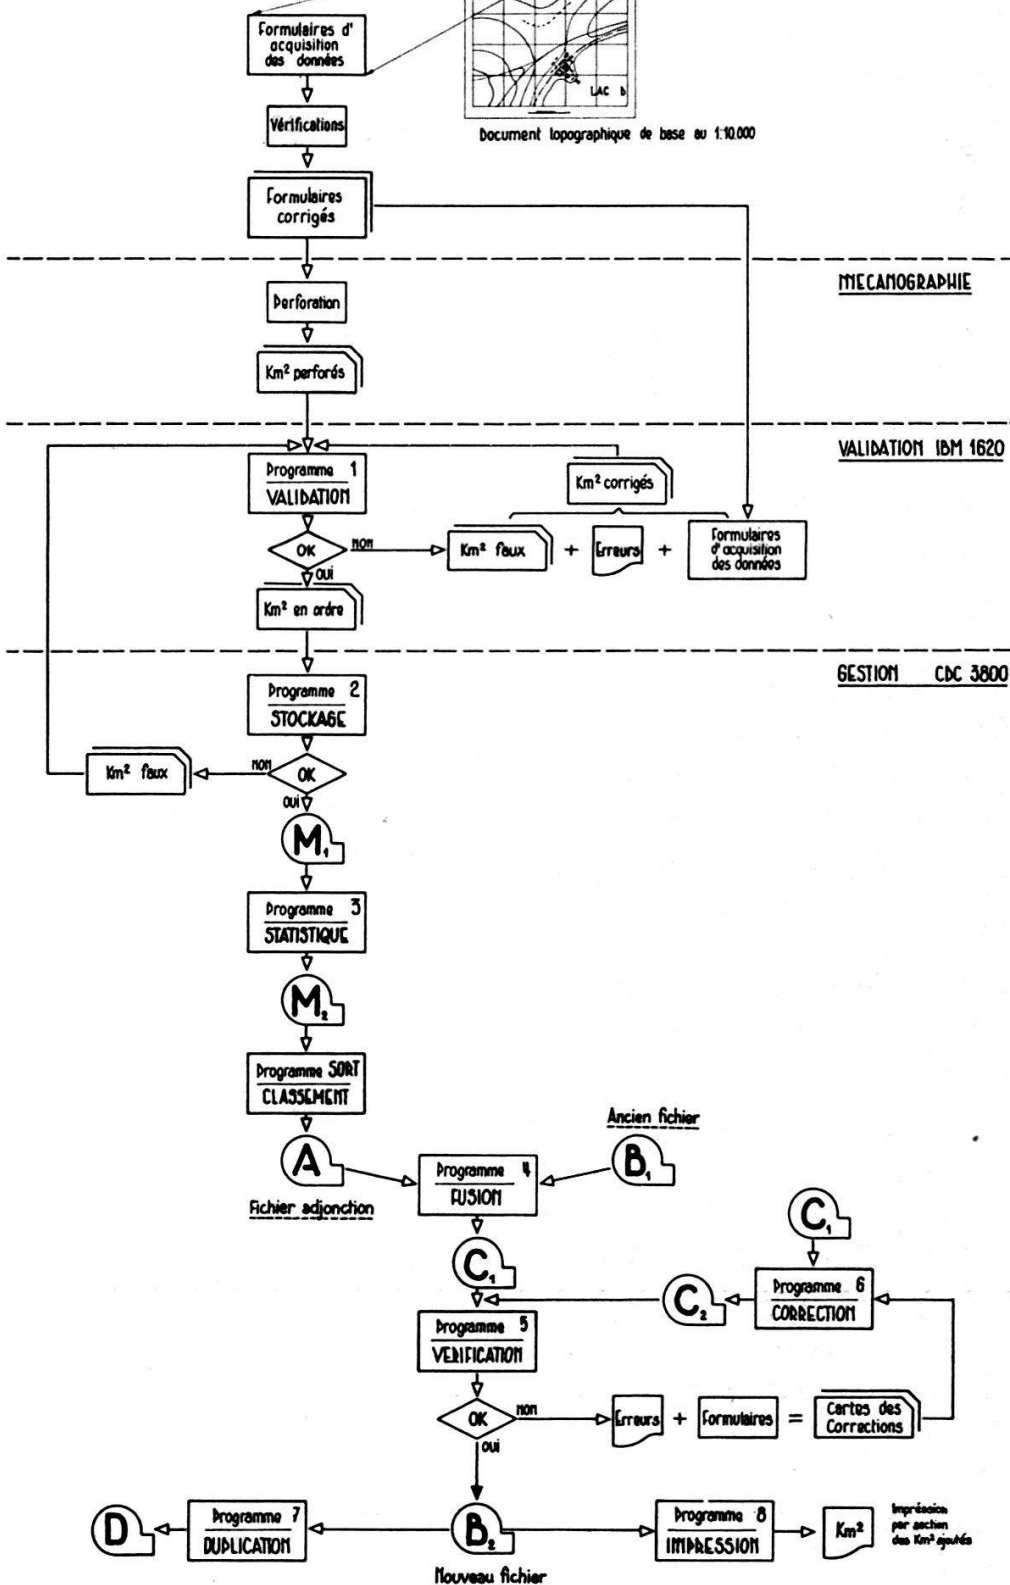 Formulaires d'
acquisition
des données
LAC
Document topographique de base au 1:10.000
Vérifications
Formulaires
corrigés
MECANOGRAPHIE
Perforation
Km² perforés
VALIDATION IBM 1620
Programme 1
VALIDATION
Km² corrigés
OK
NON
OUI
Km² faux
+
Erreurs
+
Formulaires
d'acquisition
des données
Km² en ordre
GESTION CDC 3800
Programme 2
STOCKAGE
OK
NON
OUI
Km² faux
M₁
Programme 3
STATISTIQUE
M₂
Programme SORT
CLASSEMENT
A
Fichier adjonction
Ancien fichier
B₁
Programme 4
FUSION
C₁
C₁
C₂
Programme 6
CORRECTION
Programme 5
VERIFICATION
OK
NON
OUI
Erreurs
+
Formulaires
=
Cartes des
Corrections
D
Programme 7
DUPLICATION
B₂
Nouveau fichier
Programme 8
IMPRESSION
Km²
Impréssion
par section
des Km² ajoutés